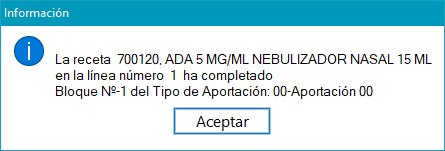 Información
La receta 700120, ADA 5 MG/ML NEBULIZADOR NASAL 15 ML
en la línea número 1 ha completado
Bloque Nº-1 del Tipo de Aportación: 00-Aportación 00
Aceptar